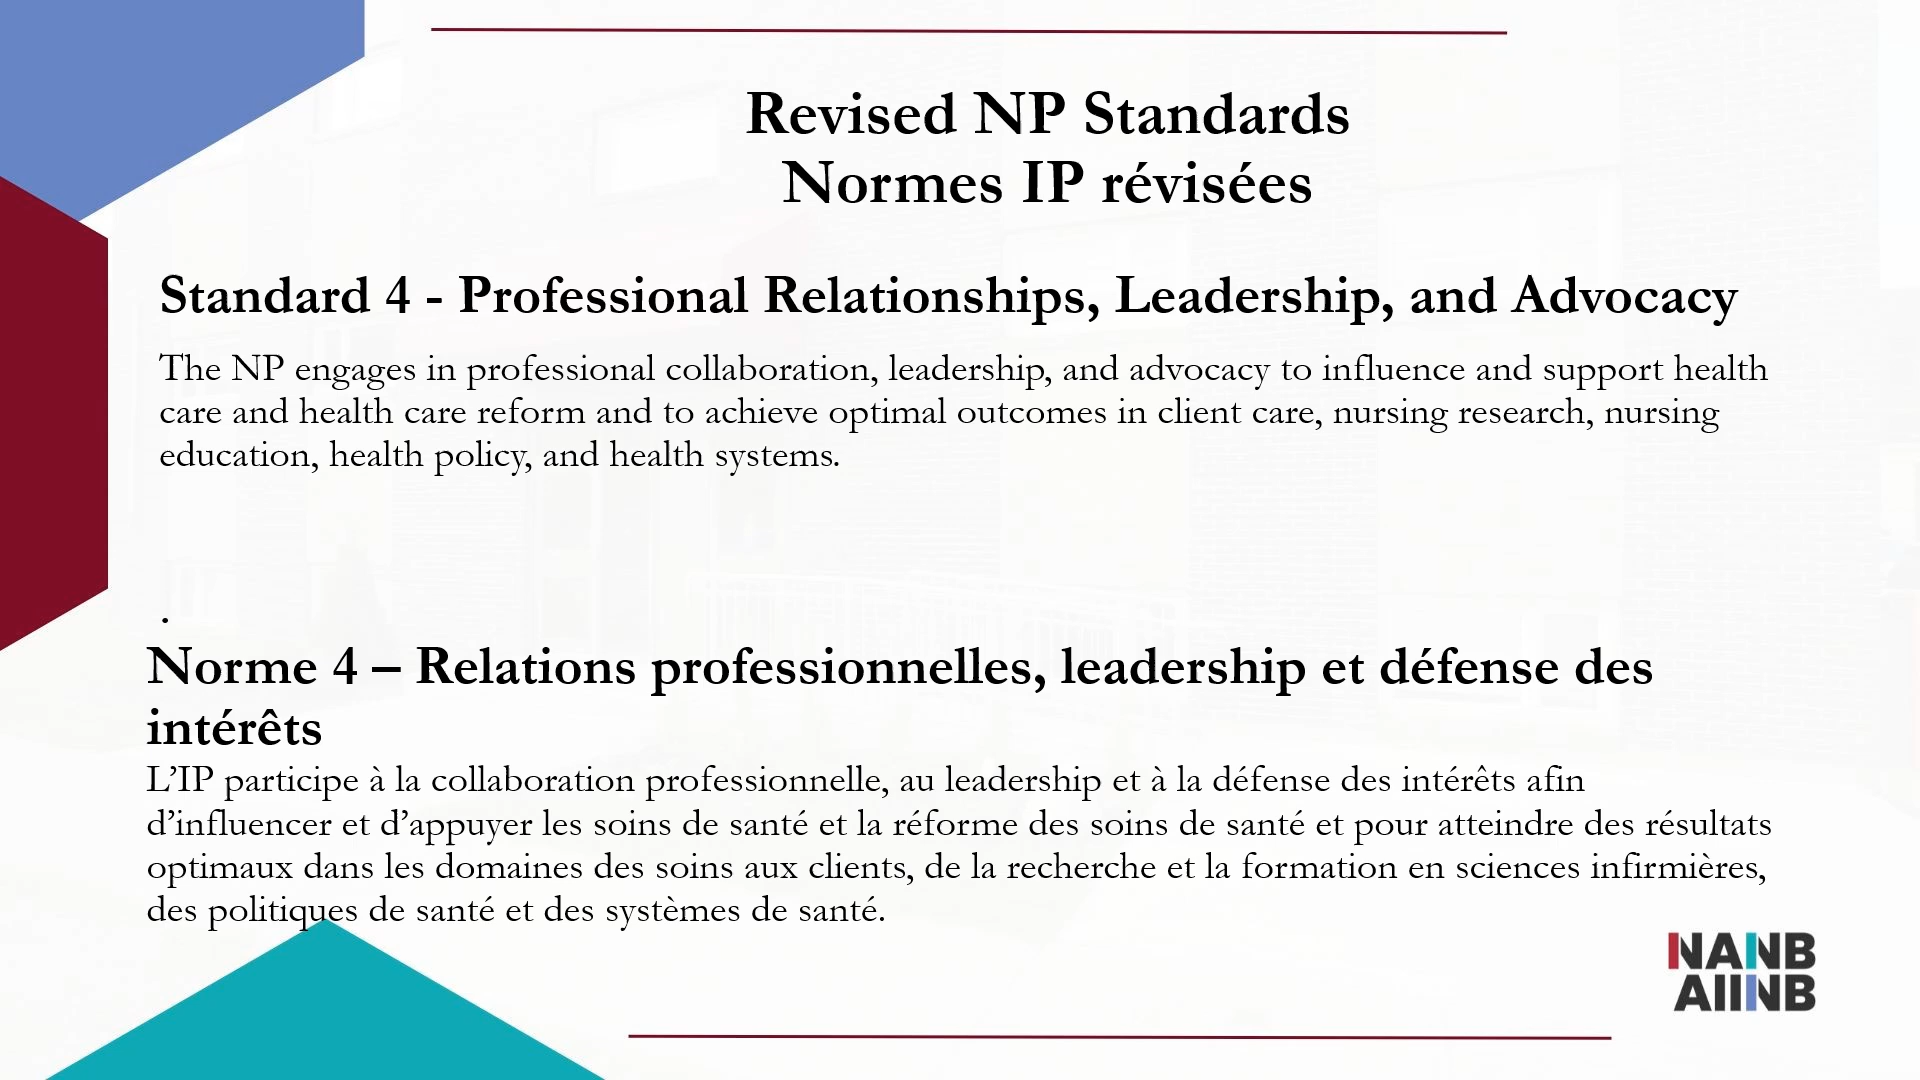 Revised NP Standards
Normes IP révisées
Standard 4 - Professional Relationships, Leadership, and Advocacy
The NP engages in professional collaboration, leadership, and advocacy to influence and support health
care and health care reform and to achieve optimal outcomes in client care, nursing research, nursing
education, health policy, and health systems.
.
Norme 4 – Relations professionnelles, leadership et défense des
intérêts
L’IP participe à la collaboration professionnelle, au leadership et à la défense des intérêts afin
d’influencer et d’appuyer les soins de santé et la réforme des soins de santé et pour atteindre des résultats
optimaux dans les domaines des soins aux clients, de la recherche et la formation en sciences infirmières,
des politiques de santé et des systèmes de santé.
NANB
AIINB